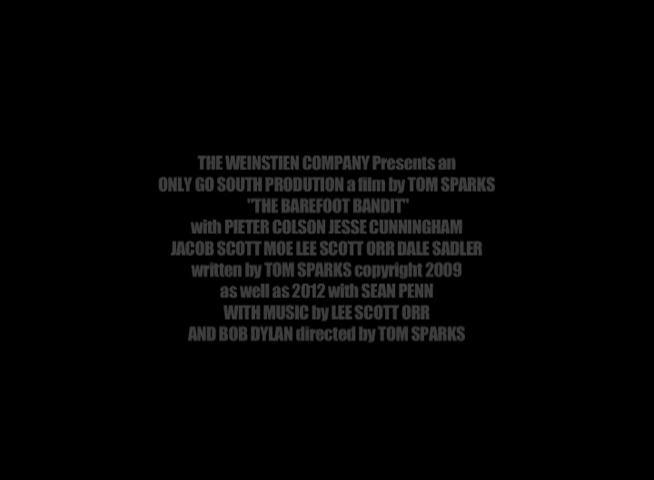 THE WEINSTIEN COMPANY Presents an
ONLY GO SOUTH PRODUTION a film by TOM SPARKS
"THE BAREFOOT BANDIT"
with PIETER COLSON JESSE CUNNINGHAM
JACOB SCOTT MOE LEE SCOTT ORR DALE SADLER
written by TOM SPARKS copyright 2009
as well as 2012 with SEAN PENN
WITH MUSIC by LEE SCOTT ORR
AND BOB DYLAN directed by TOM SPARKS